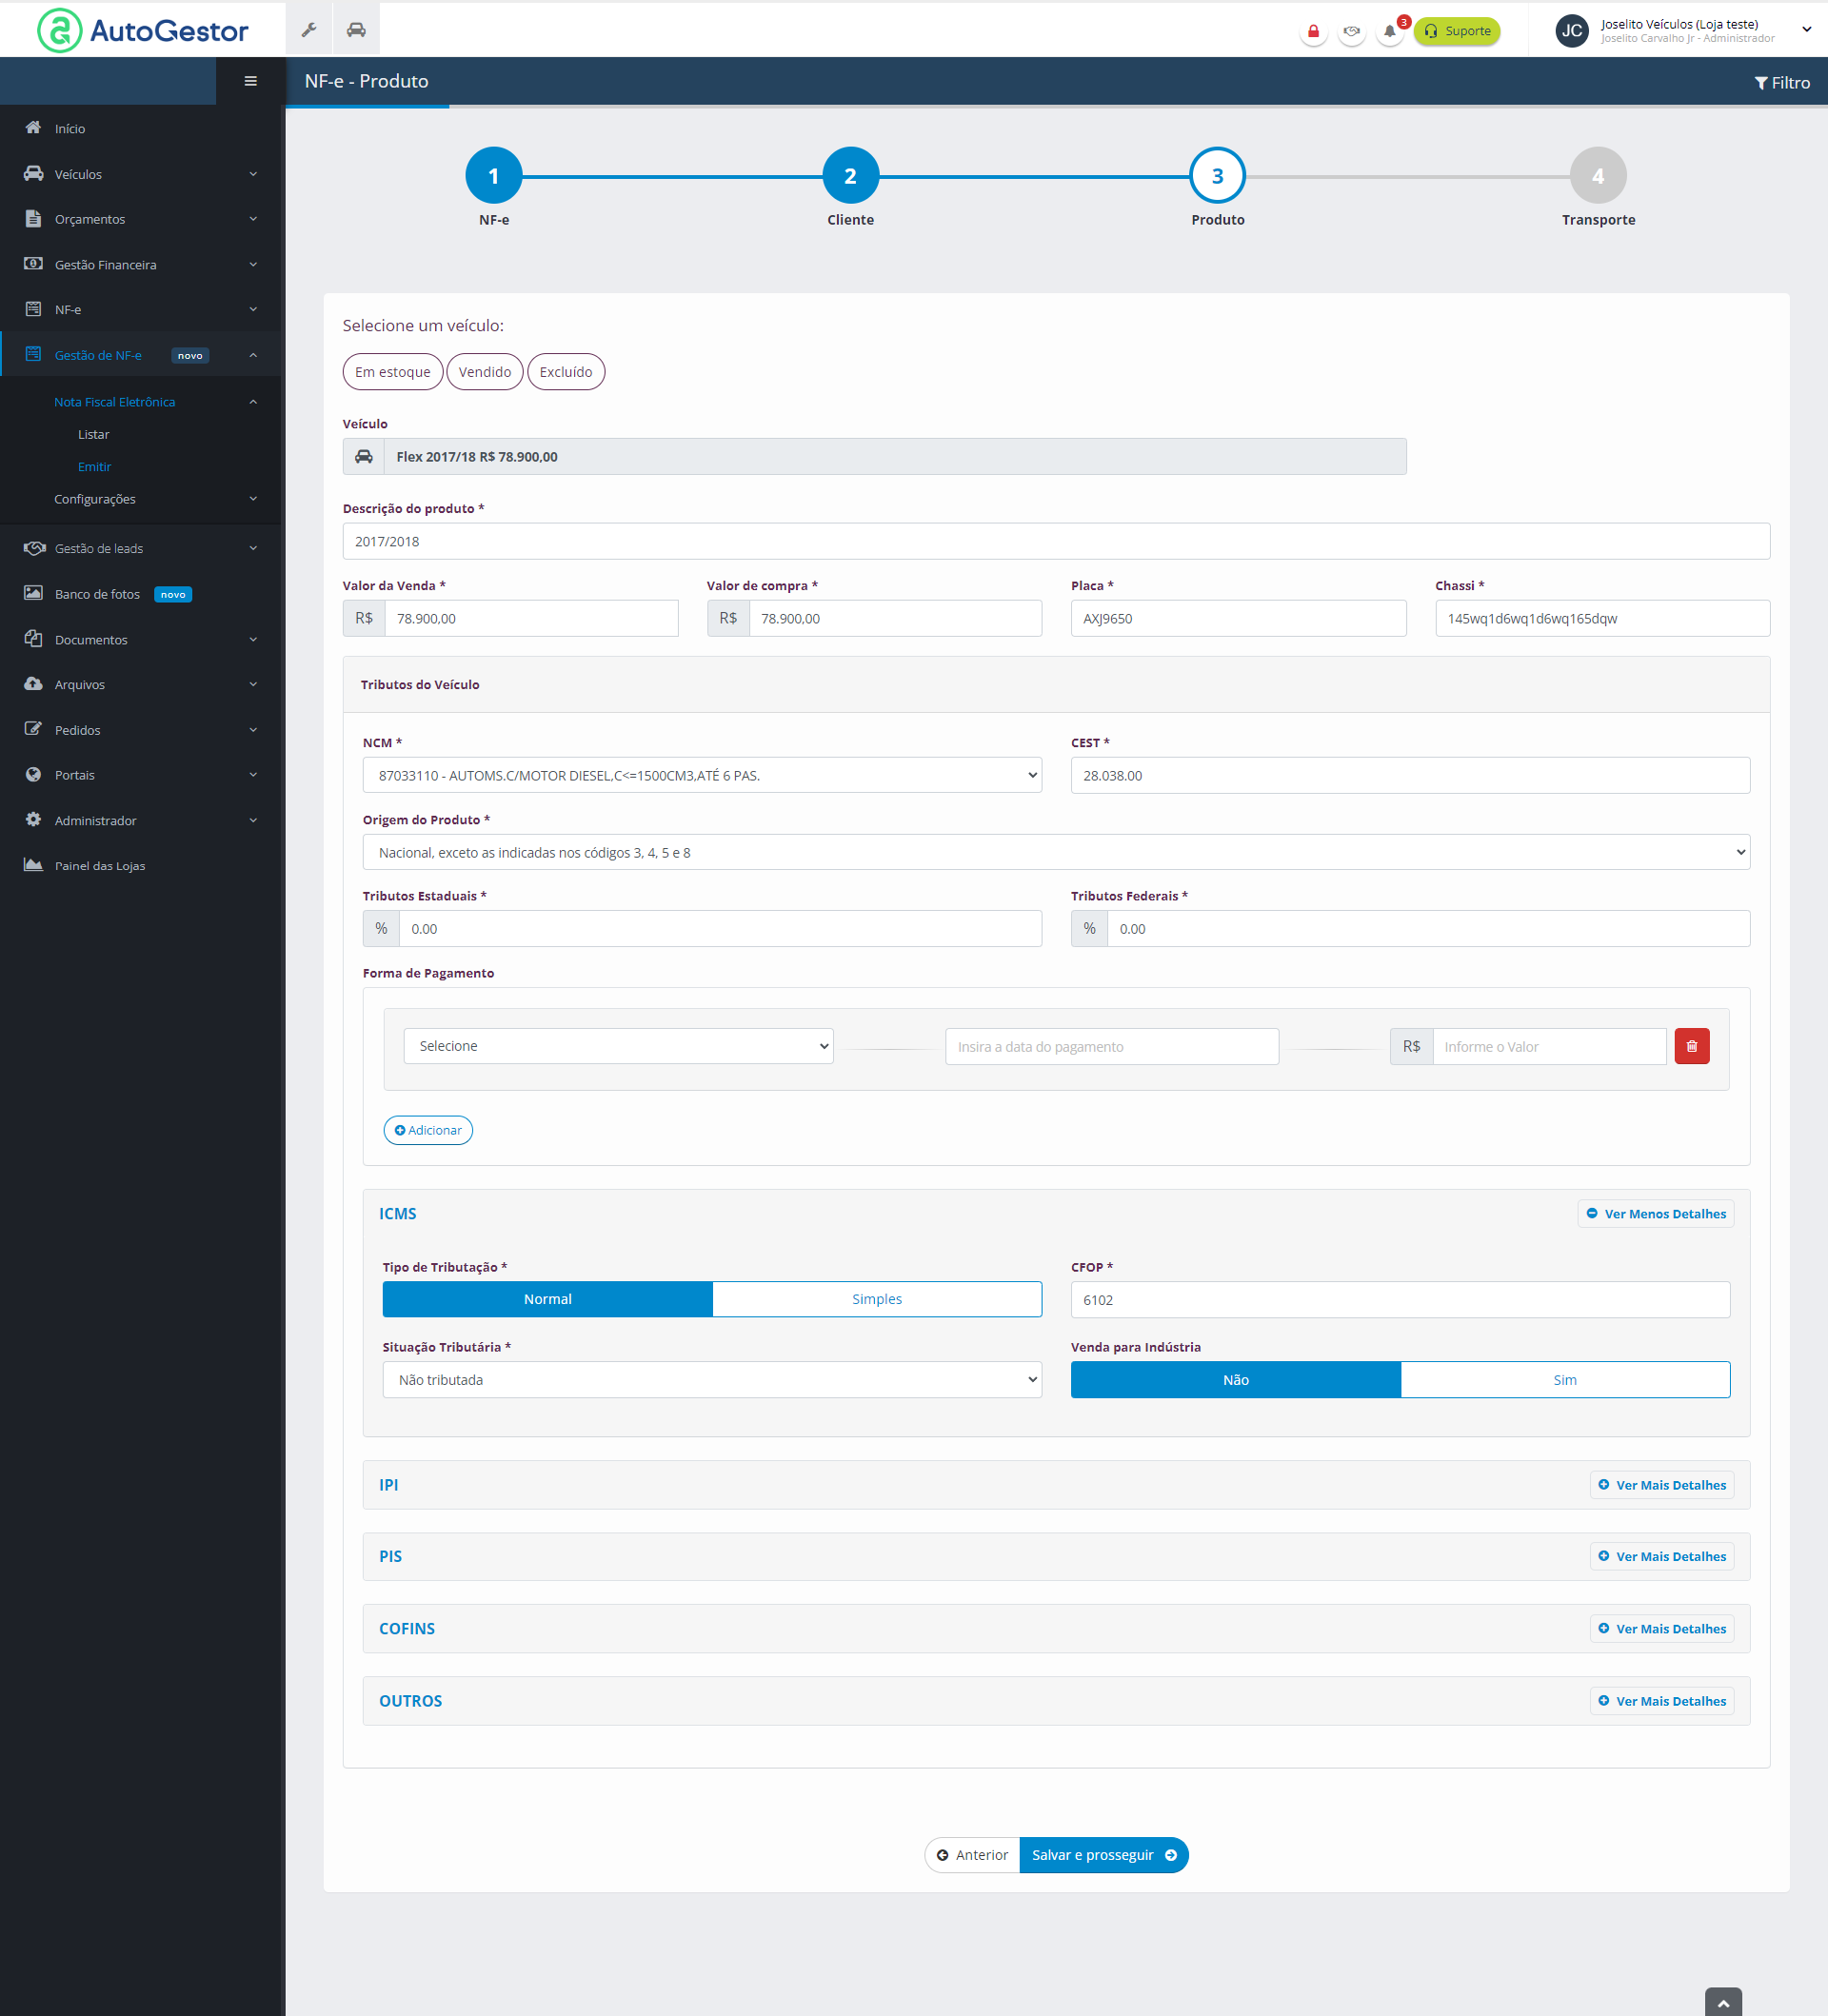 AutoGestor
3
Suporte
JC
Joselito Veículos (Loja teste)
Joselito Carvalho Jr - Administrador
NF-e - Produto
Filtro
Início
Veículos
Orçamentos
Gestão Financeira
NF-e
Gestão de NF-e novo
Nota Fiscal Eletrônica
Listar
Emitir
Configurações
Gestão de leads
Banco de fotos novo
Documentos
Arquivos
Pedidos
Portais
Administrador
Painel das Lojas
1 2 3 4
NF-e Cliente Produto Transporte
Selecione um veículo:
Em estoque Vendido Excluído
Veículo
Flex 2017/18 R$ 78.900,00
Descrição do produto *
2017/2018
Valor da Venda * Valor de compra * Placa * Chassi *
R$ 78.900,00 R$ 78.900,00 AXJ9650 145wq1d6wq1d6wq165dqw
Tributos do Veículo
NCM * CEST *
87033110 - AUTOMS.C/MOTOR DIESEL,C<=1500CM3,ATÉ 6 PAS. 28.038.00
Origem do Produto *
Nacional, exceto as indicadas nos códigos 3, 4, 5 e 8
Tributos Estaduais * Tributos Federais *
% 0.00 % 0.00
Forma de Pagamento
Selecione Insira a data do pagamento R$ Informe o Valor
Adicionar
ICMS Ver Menos Detalhes
Tipo de Tributação * CFOP *
Normal Simples 6102
Situação Tributária * Venda para Indústria
Não tributada Não Sim
IPI Ver Mais Detalhes
PIS Ver Mais Detalhes
COFINS Ver Mais Detalhes
OUTROS Ver Mais Detalhes
Anterior Salvar e prosseguir